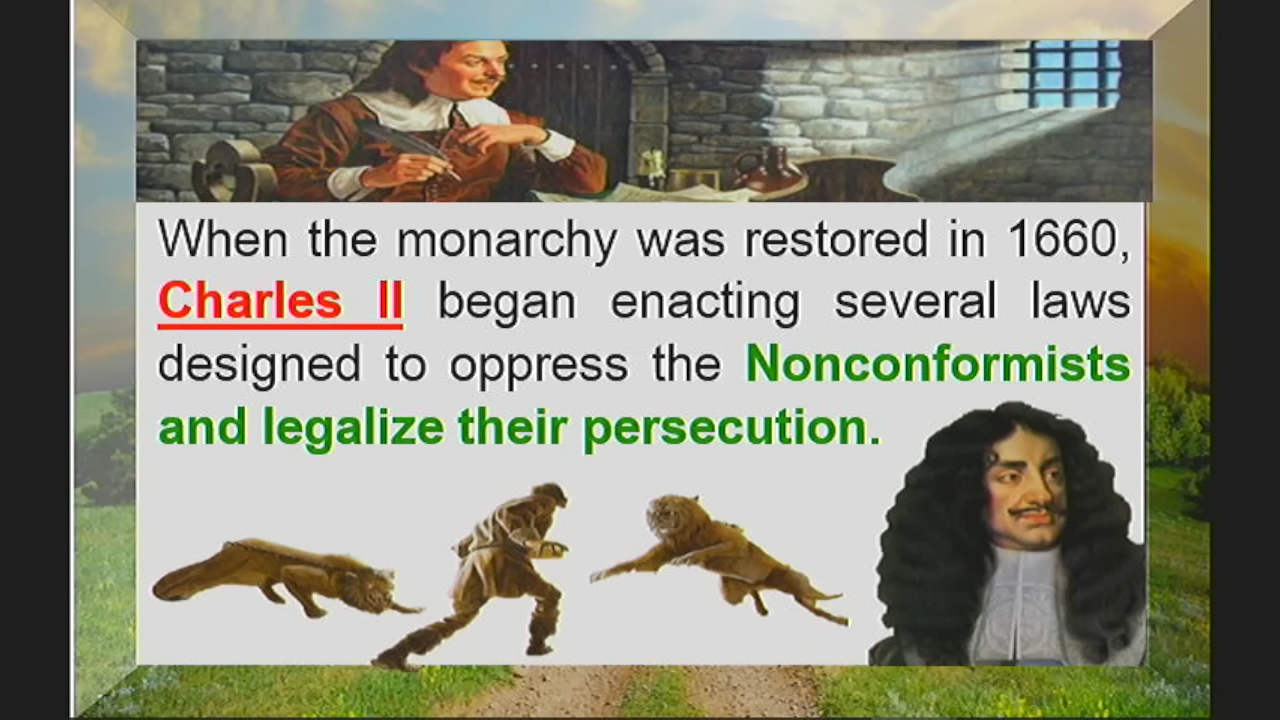 When the monarchy was restored in 1660,
Charles II began enacting several laws
designed to oppress the Nonconformists
and legalize their persecution.